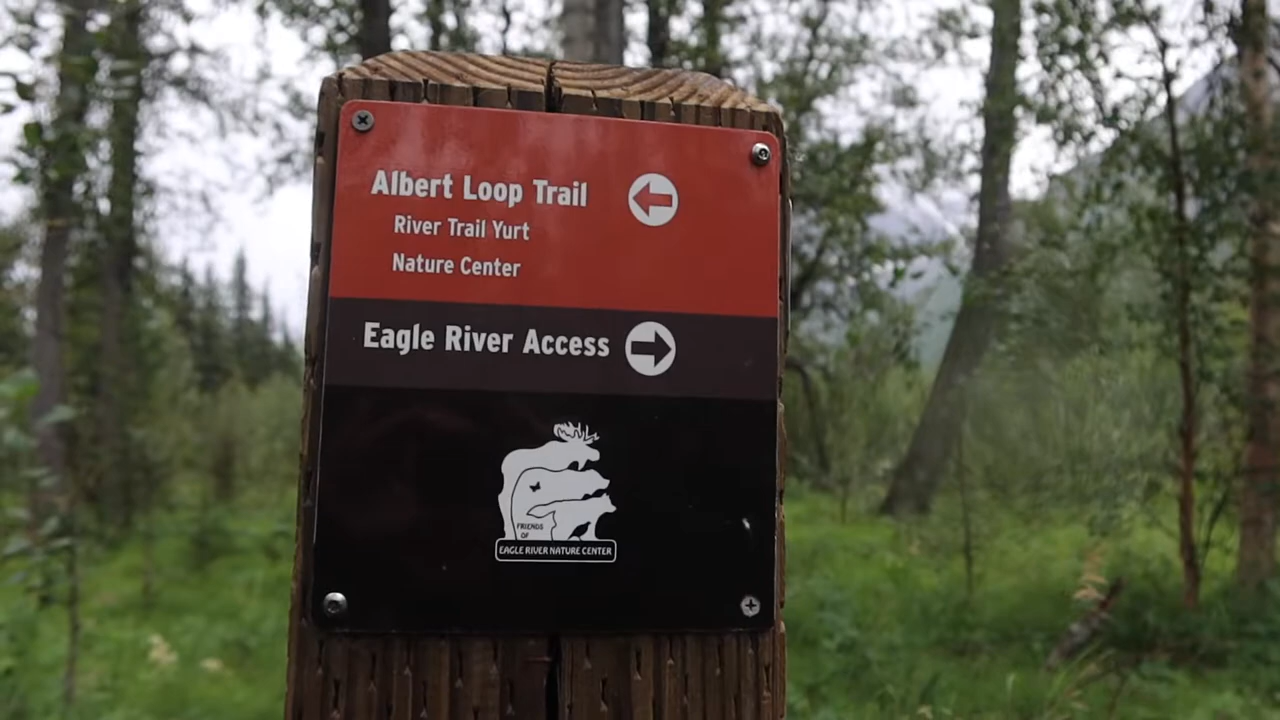 Albert Loop Trail
River Trail Yurt
Nature Center
Eagle River Access
FRIENDS
OF
EAGLE RIVER NATURE CENTER